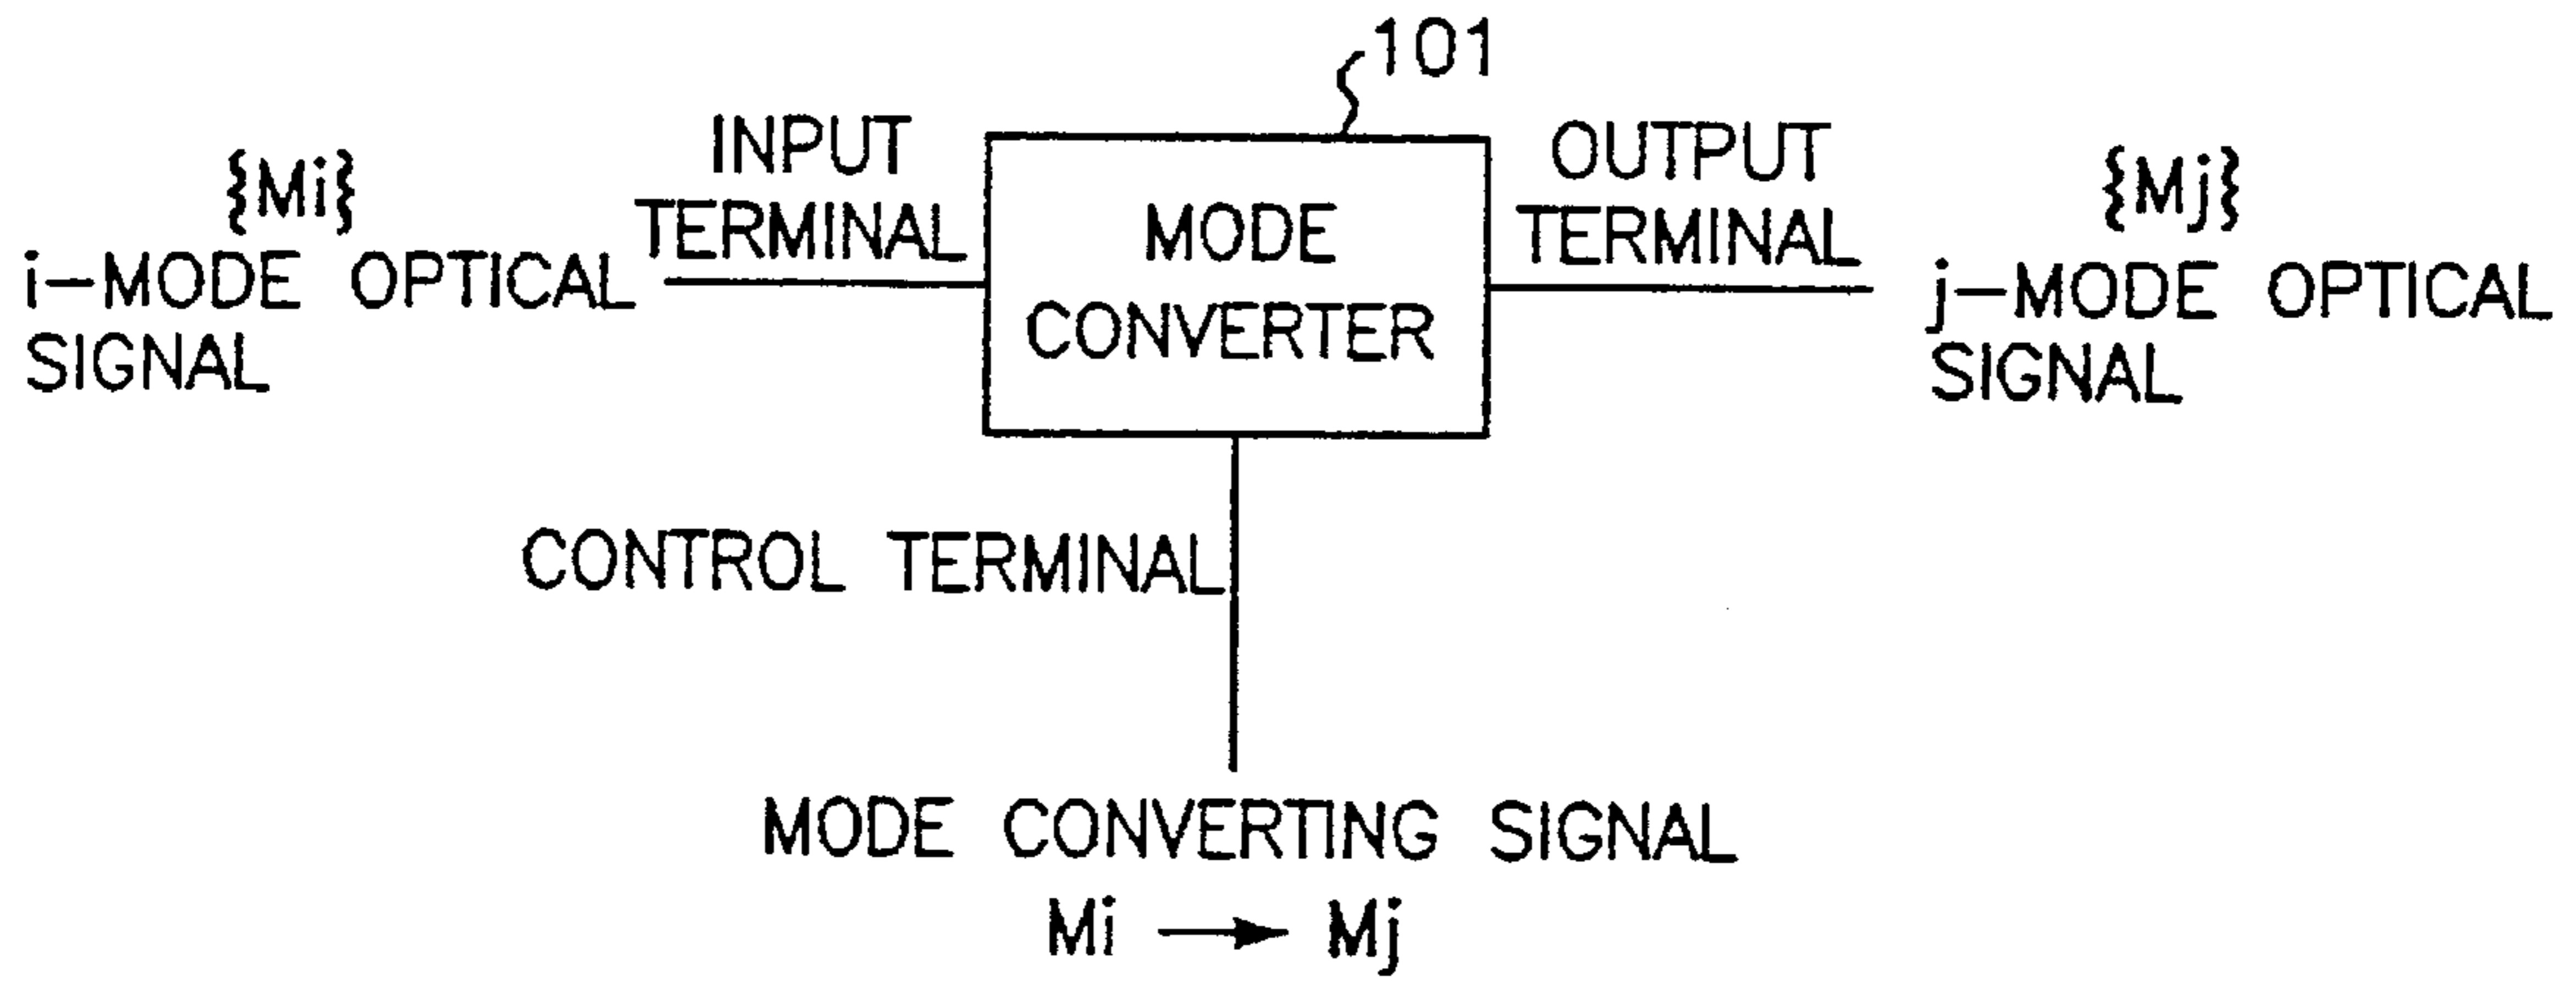 101
INPUT
TERMINAL
{Mi}
i-MODE OPTICAL
SIGNAL
MODE
CONVERTER
OUTPUT
TERMINAL
{Mj}
j-MODE OPTICAL
SIGNAL
CONTROL TERMINAL
MODE CONVERTING SIGNAL
Mi → Mj